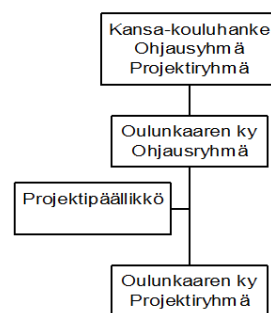 Kansa-kouluhanke
Ohjausyhmä
Projektiryhmä
Oulunkaaren ky
Ohjausryhmä
Projektipäällikkö
Oulunkaaren ky
Projektiryhmä